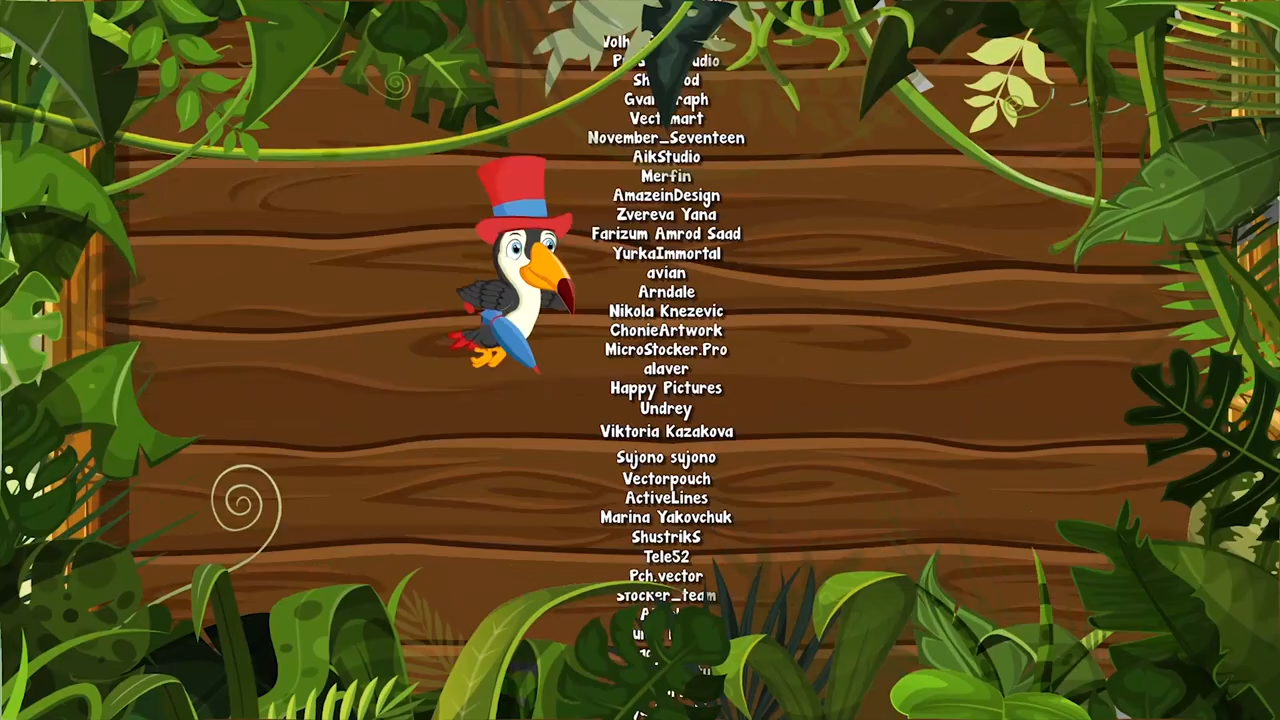 November_Seventeen
AikStudio
Merfin
AmazeinDesign
Zvereva Yana
Farizum Amrod Saad
YurkaImmortal
avian
Arndale
Nikola Knezevic
ChonieArtwork
MicroStocker.Pro
alaver
Happy Pictures
Undrey
Viktoria Kazakova
Sujono sujono
Vectorpouch
ActiveLines
Marina Yakovchuk
ShustrikS
Tele52
Pch.vector
Stocker_team